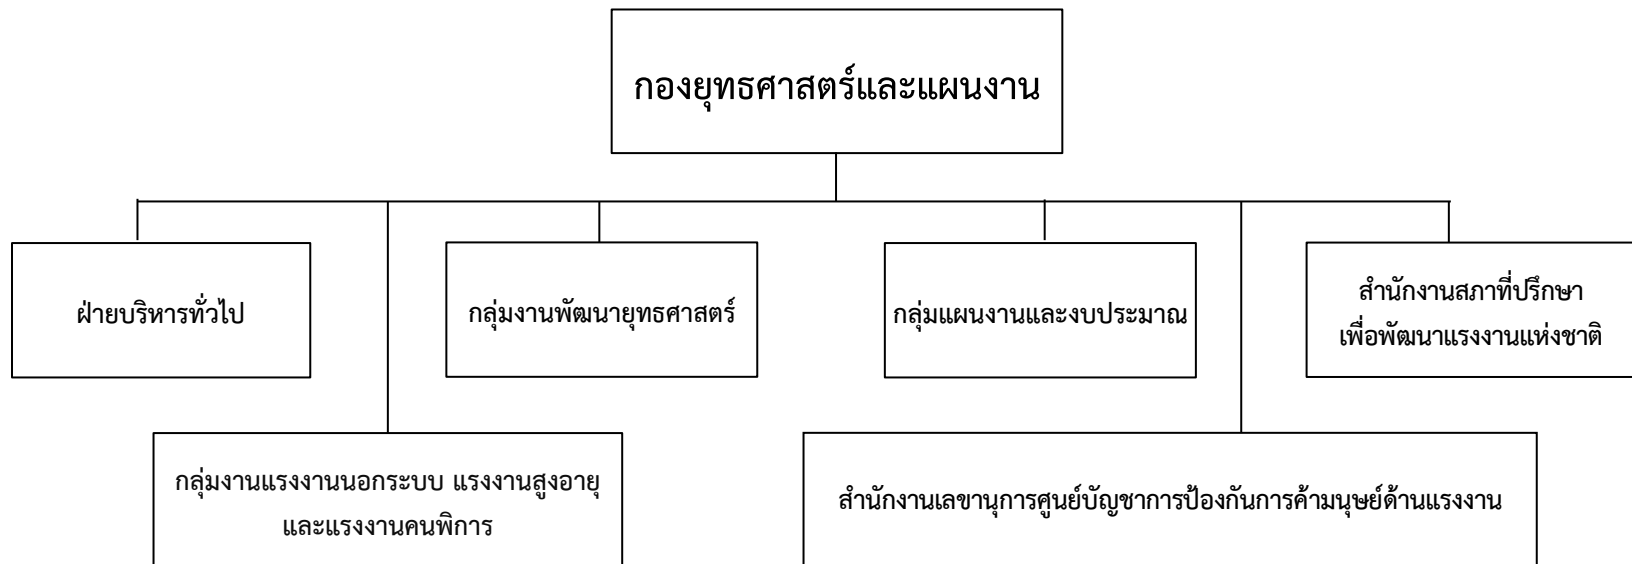 กองยุทธศาสตร์และแผนงาน
ฝ่ายบริหารทั่วไป
กลุ่มงานพัฒนายุทธศาสตร์
กลุ่มแผนงานและงบประมาณ
สำนักงานสภาที่ปรึกษา
เพื่อพัฒนาแรงงานแห่งชาติ
กลุ่มงานแรงงานนอกระบบ แรงงานสูงอายุ
และแรงงานคนพิการ
สำนักงานเลขานุการศูนย์บัญชาการป้องกันการค้ามนุษย์ด้านแรงงาน